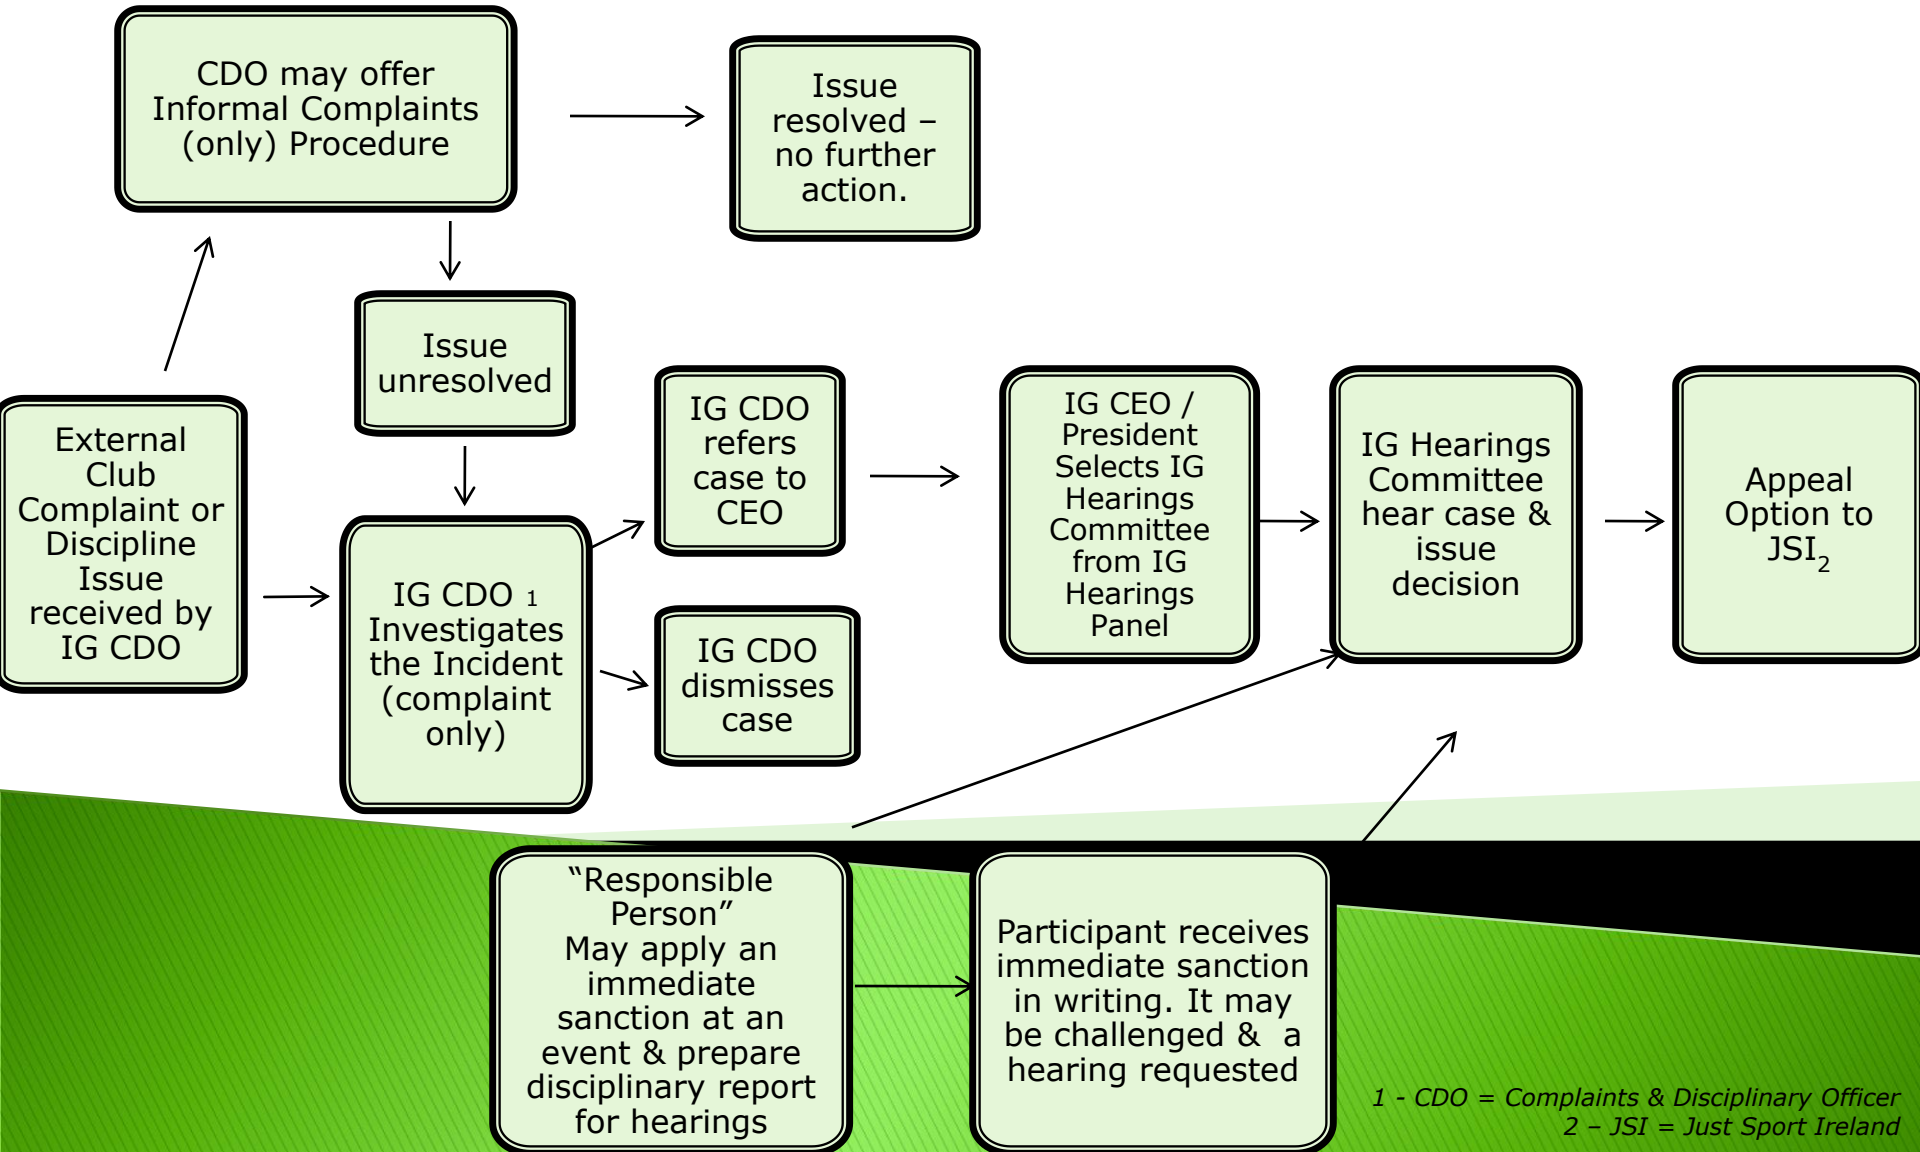 CDO may offer
Informal Complaints
(only) Procedure
Issue
resolved –
no further
action.
Issue
unresolved
External
Club
Complaint or
Discipline
Issue
received by
IG CDO
IG CDO 1
Investigates
the Incident
(complaint
only)
IG CDO
refers
case to
CEO
IG CDO
dismisses
case
IG CEO /
President
Selects IG
Hearings
Committee
from IG
Hearings
Panel
IG Hearings
Committee
hear case &
issue
decision
Appeal
Option to
JSI2
“Responsible
Person”
May apply an
immediate
sanction at an
event & prepare
disciplinary report
for hearings
Participant receives
immediate sanction
in writing. It may
be challenged &  a
hearing requested
1 - CDO = Complaints & Disciplinary Officer
2 – JSI = Just Sport Ireland